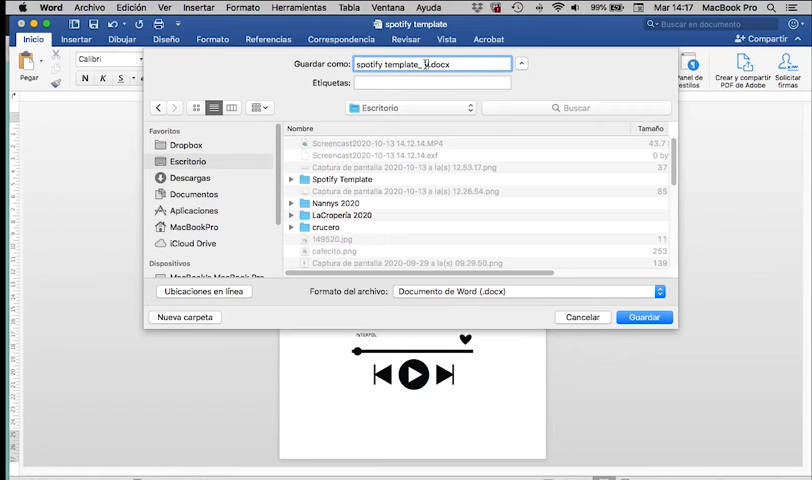 Word Archivo Edición Ver Insertar Formato Herramientas Tabla Ventana Ayuda 99% Mar 14:17 MacBook Pro
spotify template
Buscar en documento
Inicio Insertar Dibujar Diseño Formato Referencias Correspondencia Revisar Vista Acrobat Compartir
Pegar
Calibri
N K S
Guardar como: spotify template_ y.docx
Etiquetas:
Escritorio
Buscar
Panel de estilos
Crear y compartir PDF de Adobe
Solicitar firmas
Favoritos
Dropbox
Escritorio
Descargas
Documentos
Aplicaciones
MacBookPro
iCloud Drive
Dispositivos
Nombre Tamaño
Screencast2020-10-13 14.12.14.MP4 43.7
Screencast2020-10-13 14.12.14.exf 0 by
Captura de pantalla 2020-10-13 a la(s) 12.53.17.png 37
Spotify Template
Captura de pantalla 2020-10-13 a la(s) 12.26.54.png 85
Nannys 2020
LaCropería 2020
crucero
149520.jpg 11
cafecito.png 253
Captura de pantalla 2020-09-29 a la(s) 09.29.50.png 139
Ubicaciones en línea
Formato del archivo: Documento de Word (.docx)
Nueva carpeta
Cancelar
Guardar
INTERPOL